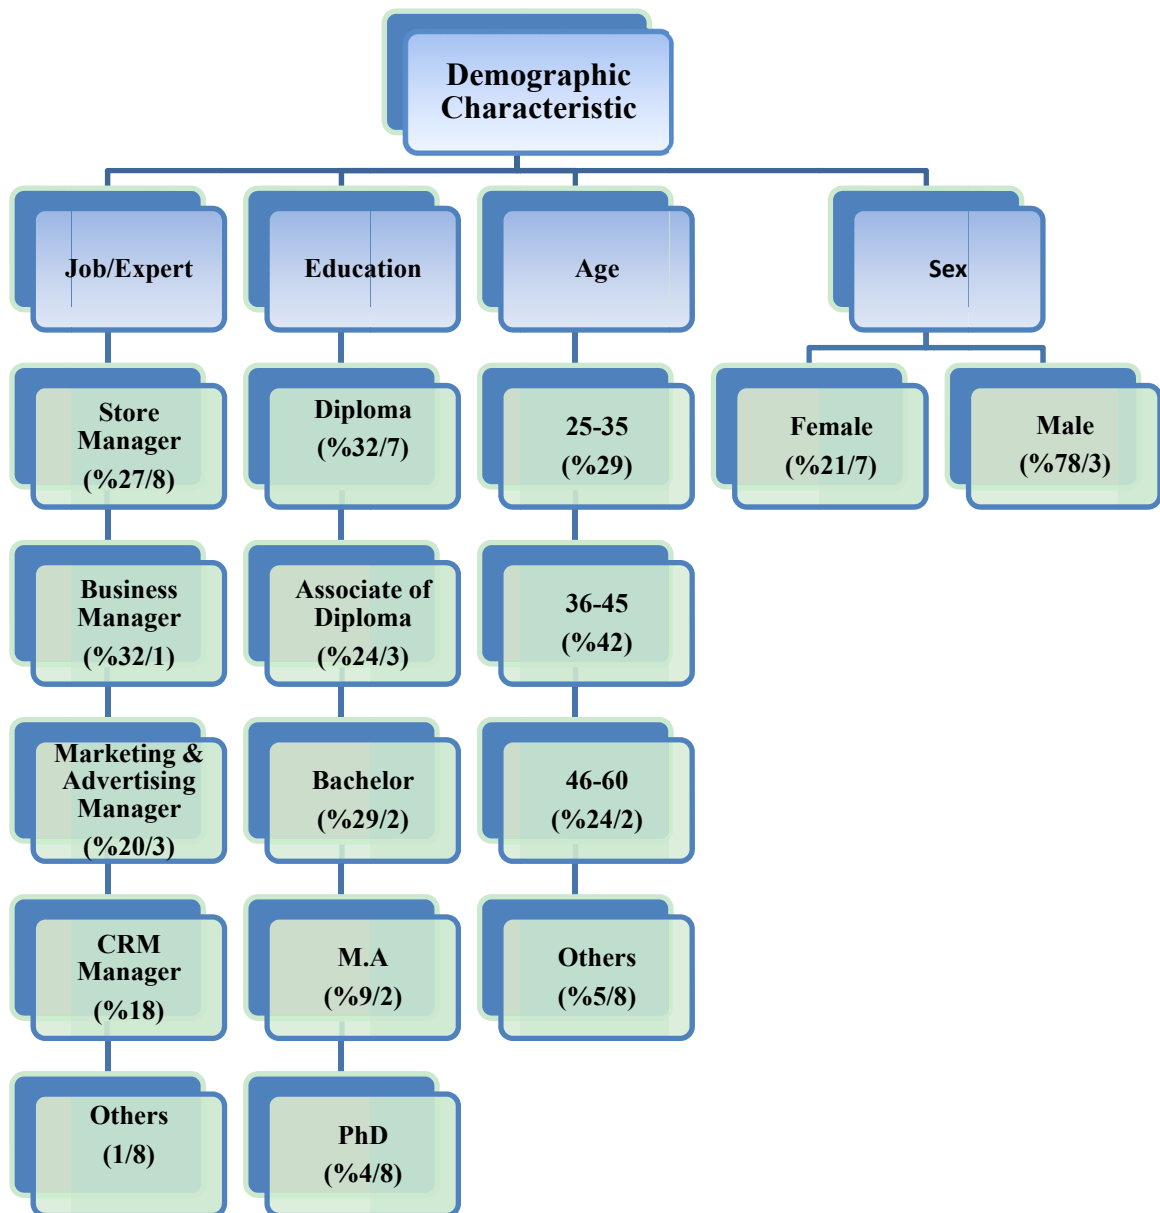 Demographic
Characteristic
Job/Expert
Education
Age
Sex
Store
Manager
(%27/8)
Diploma
(%32/7)
25-35
(%29)
Female
(%21/7)
Male
(%78/3)
Business
Manager
(%32/1)
Associate of
Diploma
(%24/3)
36-45
(%42)
Marketing &
Advertising
Manager
(%20/3)
Bachelor
(%29/2)
46-60
(%24/2)
CRM
Manager
(%18)
M.A
(%9/2)
Others
(%5/8)
Others
(1/8)
PhD
(%4/8)